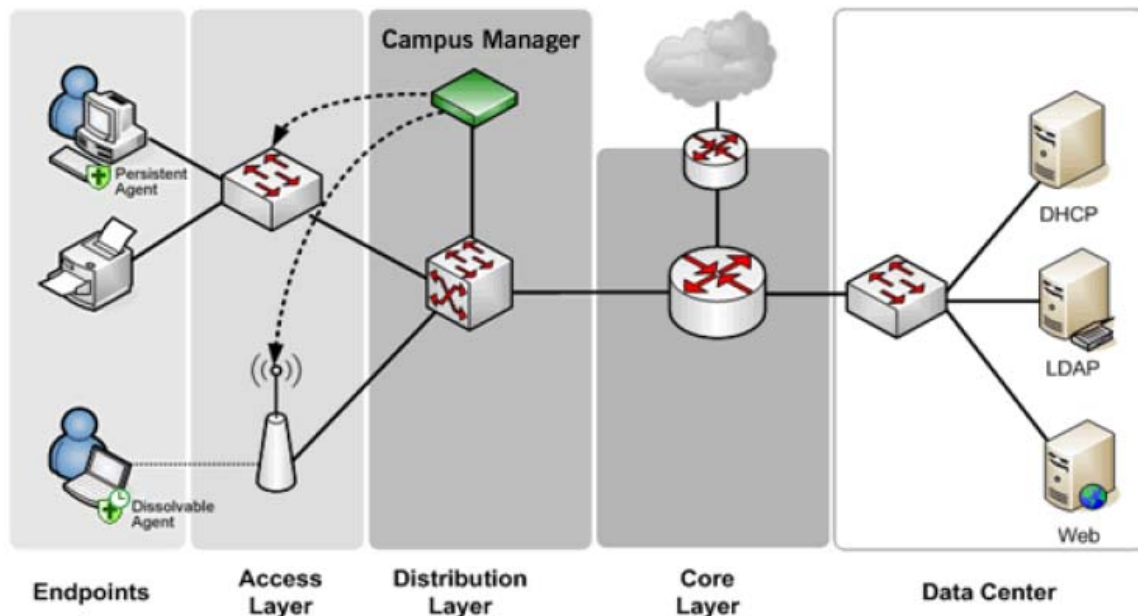 Campus Manager
Persistent
Agent
DHCP
LDAP
Dissolvable
Agent
Web
Endpoints
Access
Layer
Distribution
Layer
Core
Layer
Data Center